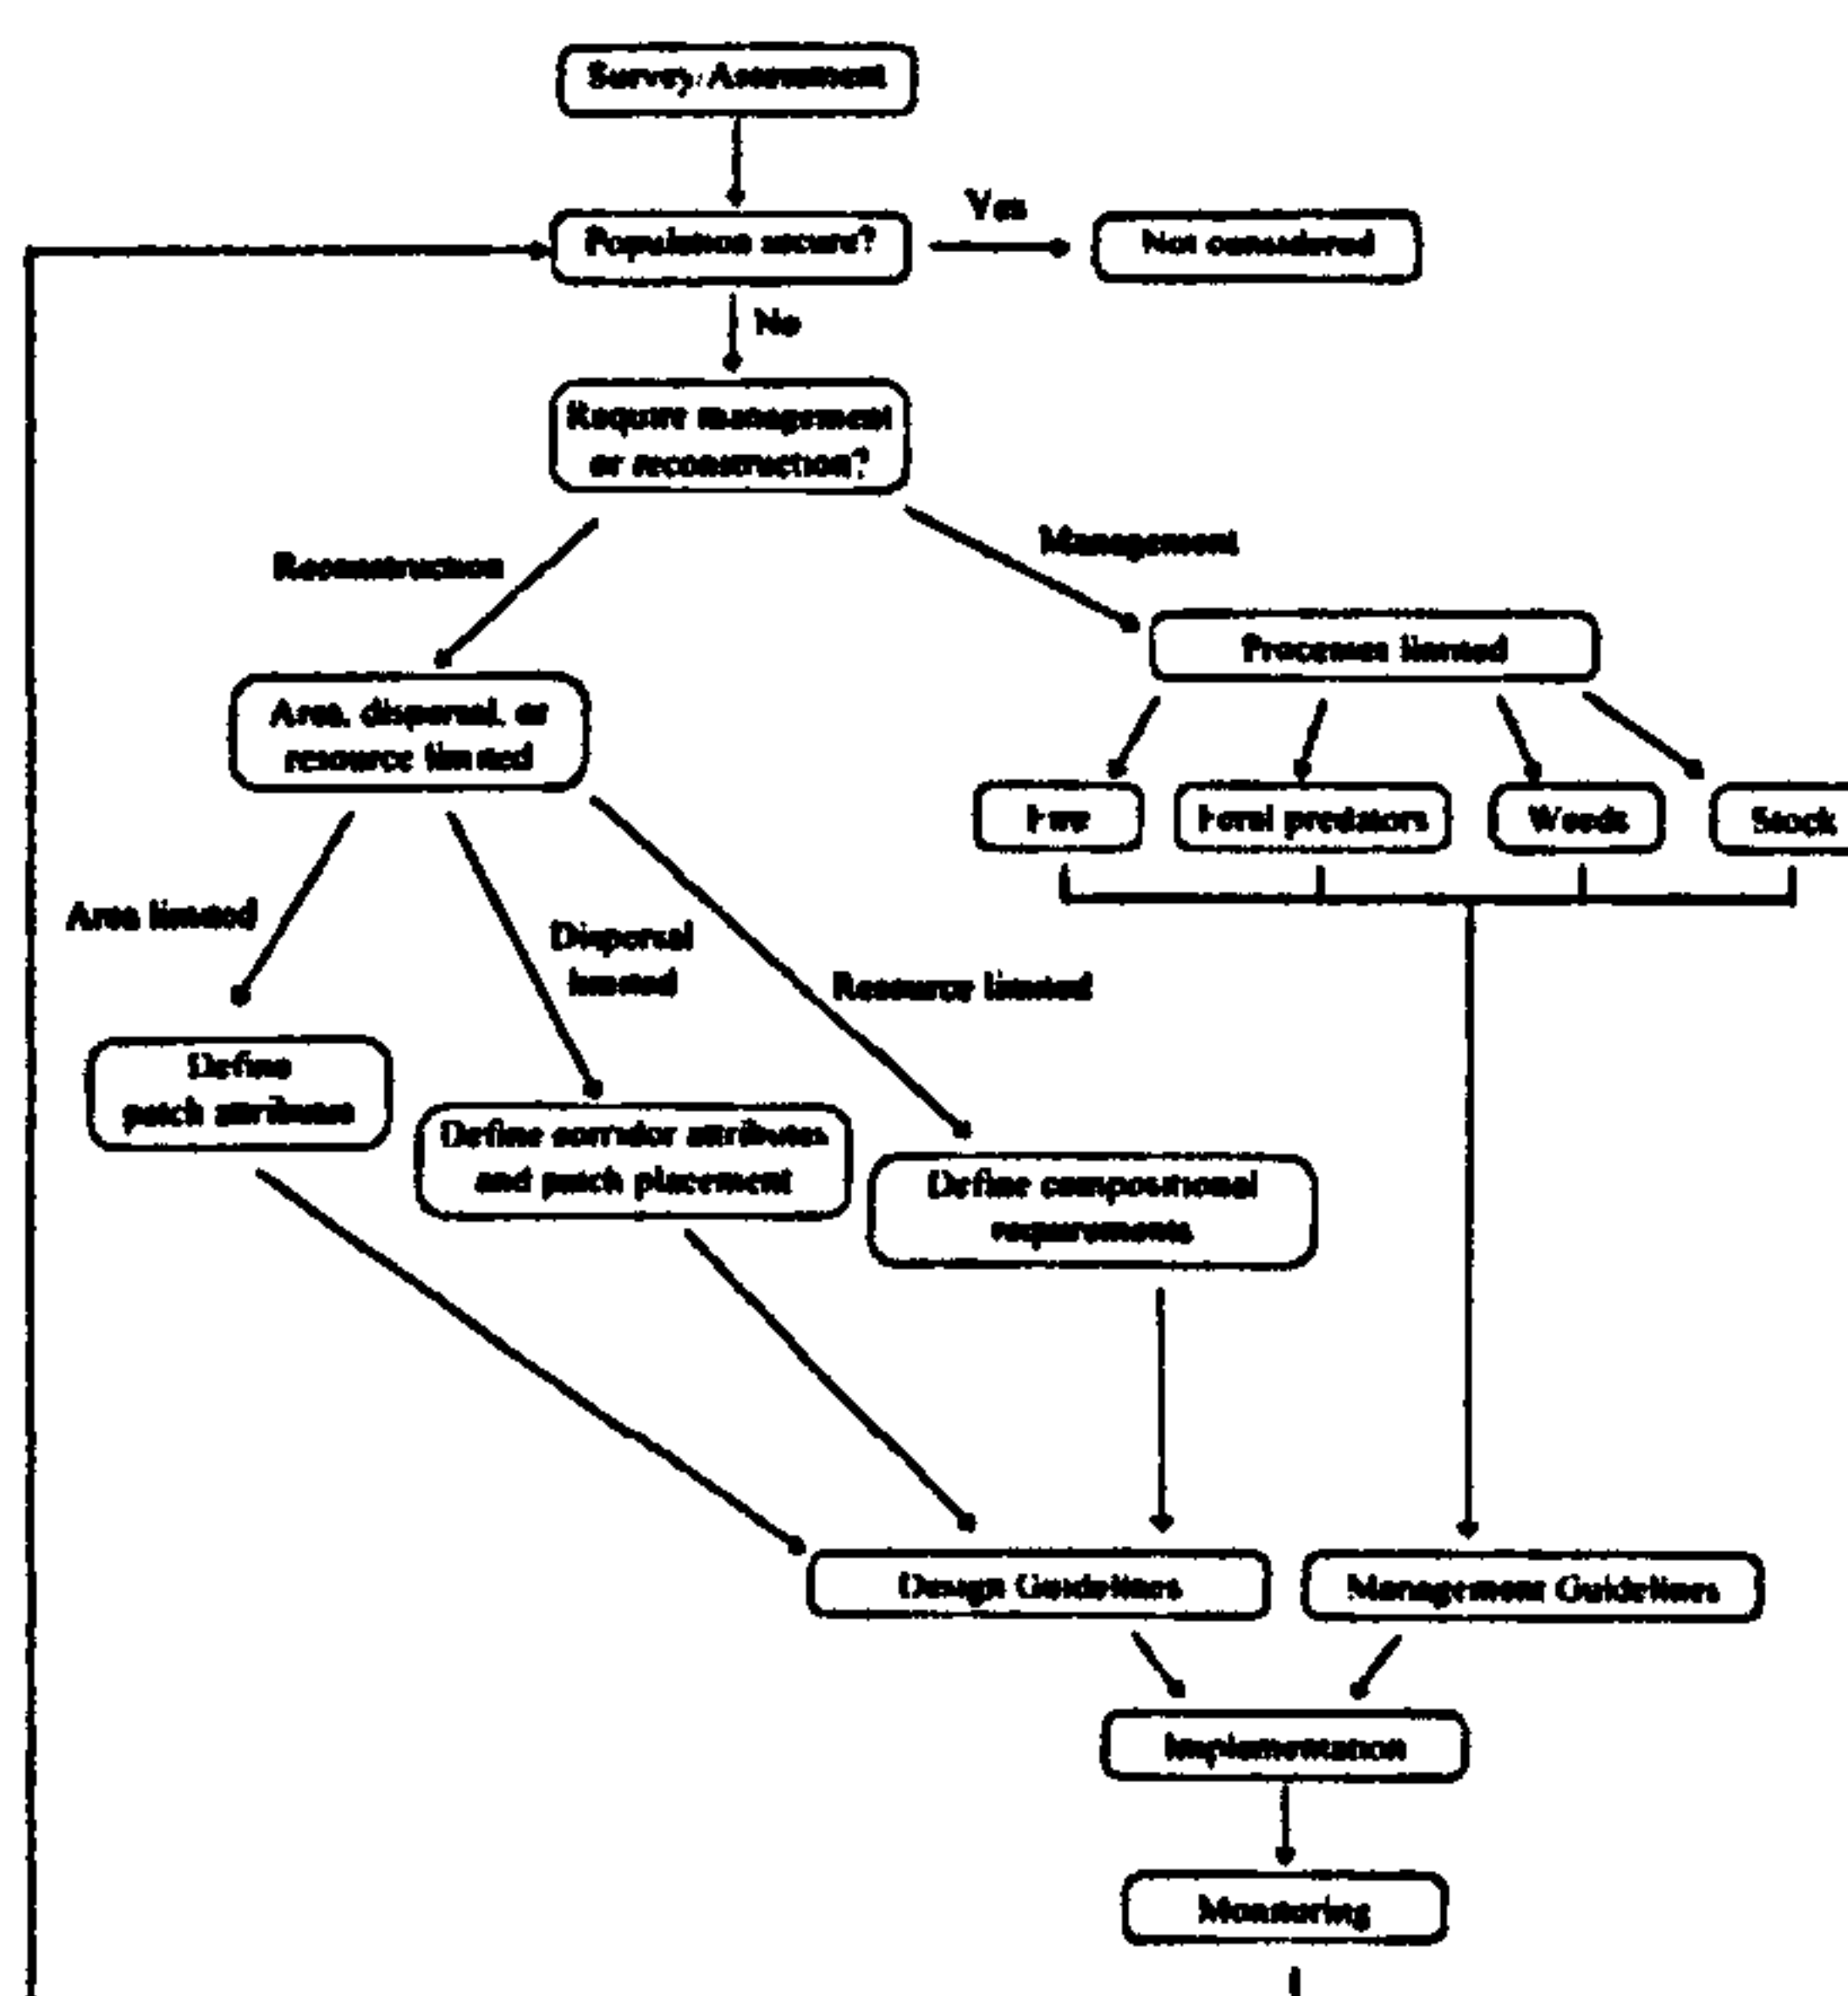 Survey, Assessment
Population secure?
Yes
Not considered
No
Require management
or reconstruction?
Reconstruction
Management
Processes limited
Area, dispersal, or
resource limited
Fire
Feral predators
Weeds
Stock
Area limited
Dispersal
limited
Resource limited
Define
patch attributes
Define corridor attributes
and patch placement
Define compositional
requirements
Design Guidelines
Management Guidelines
Implementation
Monitoring